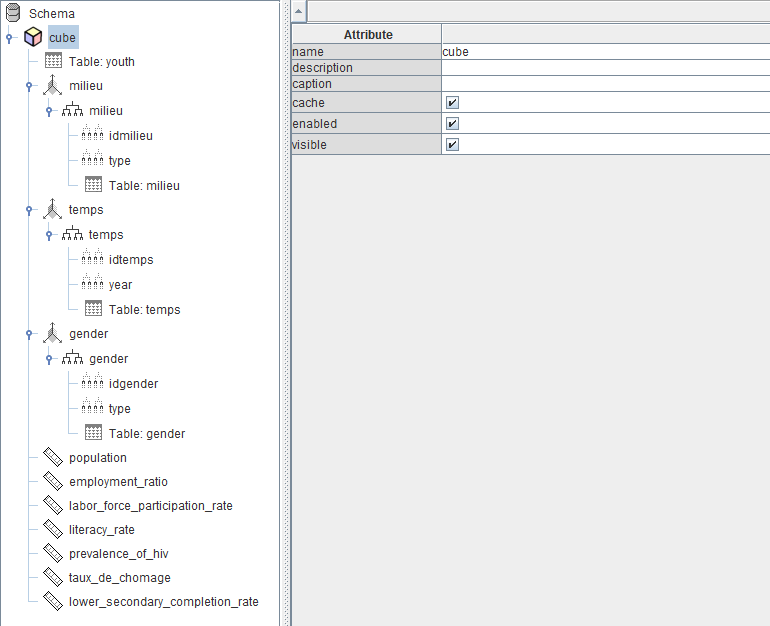 Schema
cube
Table: youth
milieu
milieu
idmilieu
type
Table: milieu
temps
temps
idtemps
year
Table: temps
gender
gender
idgender
type
Table: gender
population
employment_ratio
labor_force_participation_rate
literacy_rate
prevalence_of_hiv
taux_de_chomage
lower_secondary_completion_rate
Attribute
name cube
description
caption
cache
enabled
visible